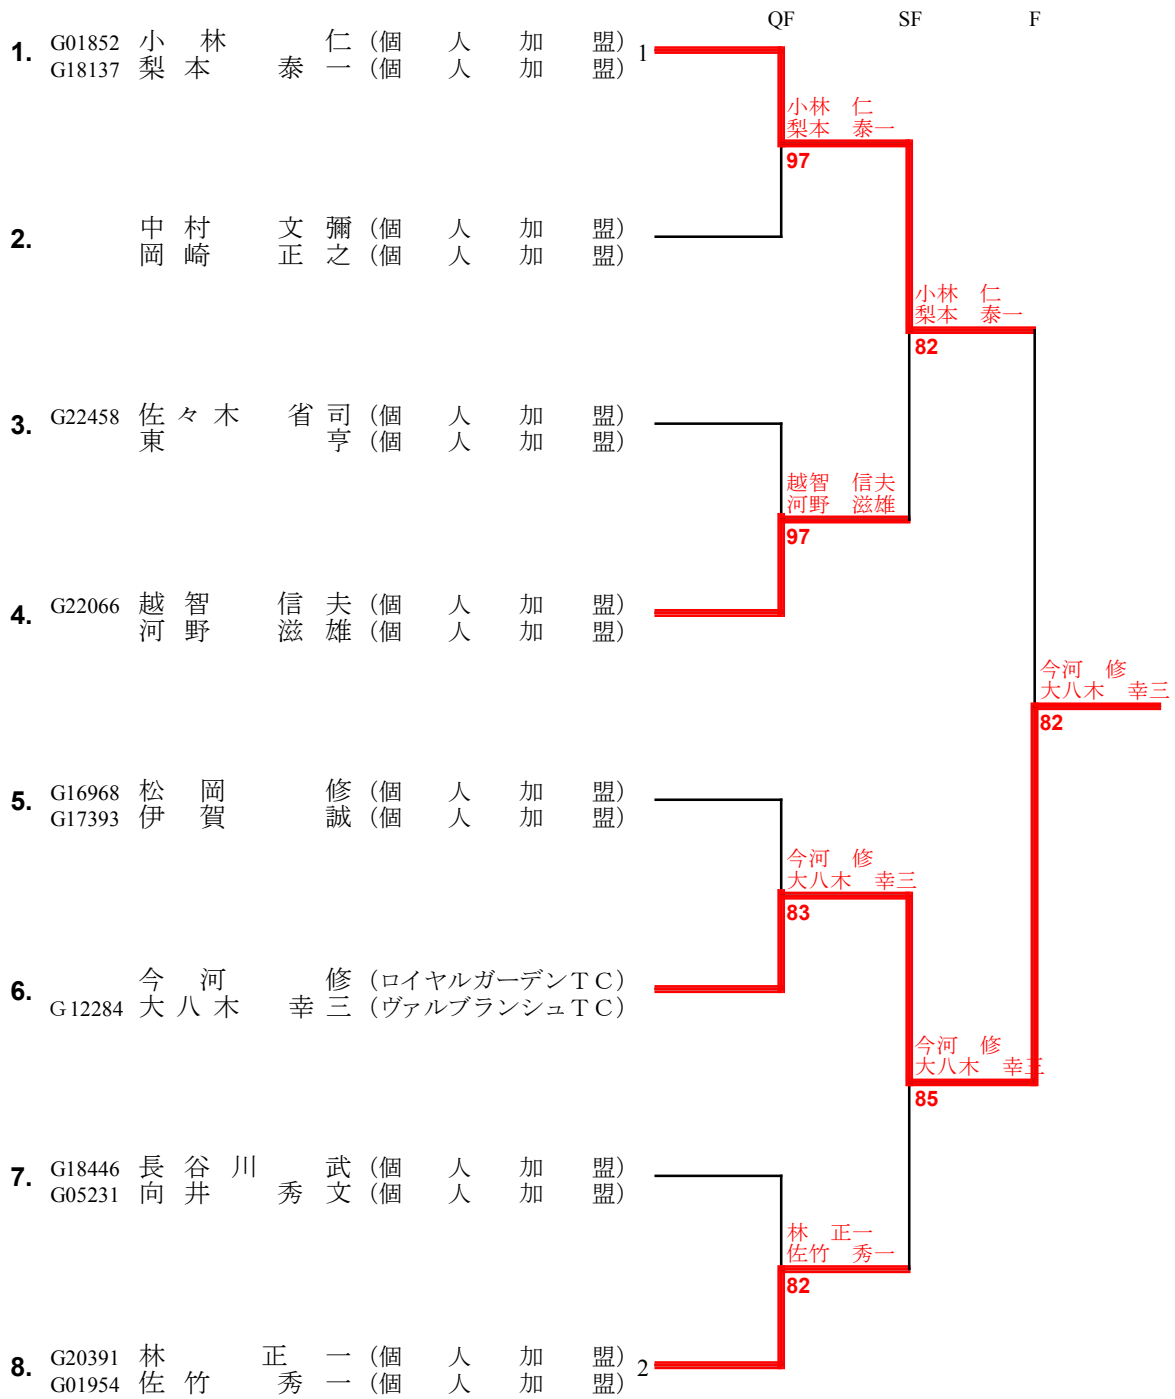 QF SF F
1. G01852 小林 仁 (個人加盟) 1
G18137 梨本 泰一 (個人加盟)
小林 仁
梨本 泰一
97
2. 中村 文彌 (個人加盟)
岡崎 正之 (個人加盟)
小林 仁
梨本 泰一
82
3. G22458 佐々木 省司 (個人加盟)
東 亨 (個人加盟)
越智 信夫
河野 滋雄
97
4. G22066 越智 信夫 (個人加盟)
河野 滋雄 (個人加盟)
今河 修
大八木 幸三
82
5. G16968 松岡 修 (個人加盟)
G17393 伊賀 誠 (個人加盟)
今河 修
大八木 幸三
83
6. 今河 修 (ロイヤルガーデンTC)
G12284 大八木 幸三 (ヴァルブランシュTC)
今河 修
大八木 幸三
85
7. G18446 長谷川 武 (個人加盟)
G05231 向井 秀文 (個人加盟)
林 正一
佐竹 秀一
82
8. G20391 林 正一 (個人加盟) 2
G01954 佐竹 秀一 (個人加盟)